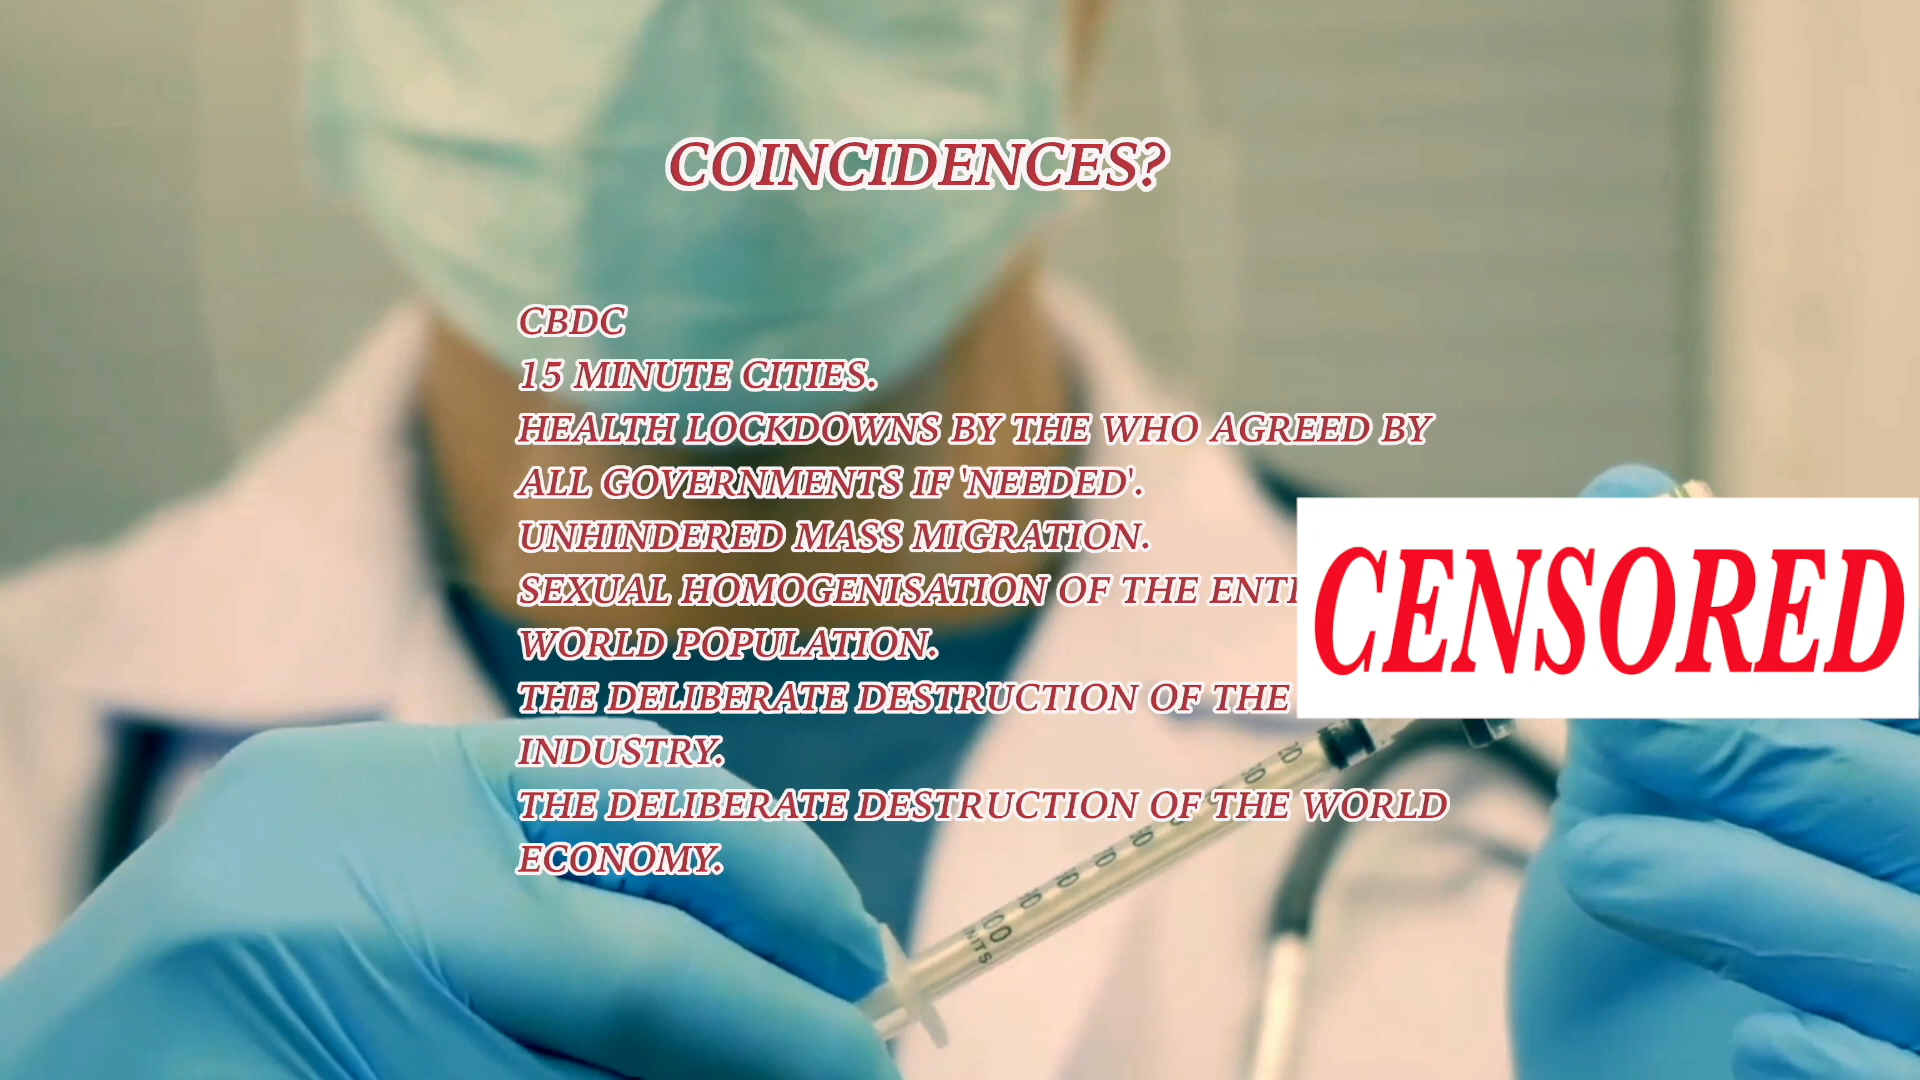 COINCIDENCES?
CBDC
15 MINUTE CITIES.
HEALTH LOCKDOWNS BY THE WHO AGREED BY
ALL GOVERNMENTS IF 'NEEDED'.
UNHINDERED MASS MIGRATION.
SEXUAL HOMOGENISATION OF THE
WORLD POPULATION.
THE DELIBERATE DESTRUCTION OF THE
INDUSTRY.
THE DELIBERATE DESTRUCTION OF THE WORLD
ECONOMY.
CENSORED
100
UNITS